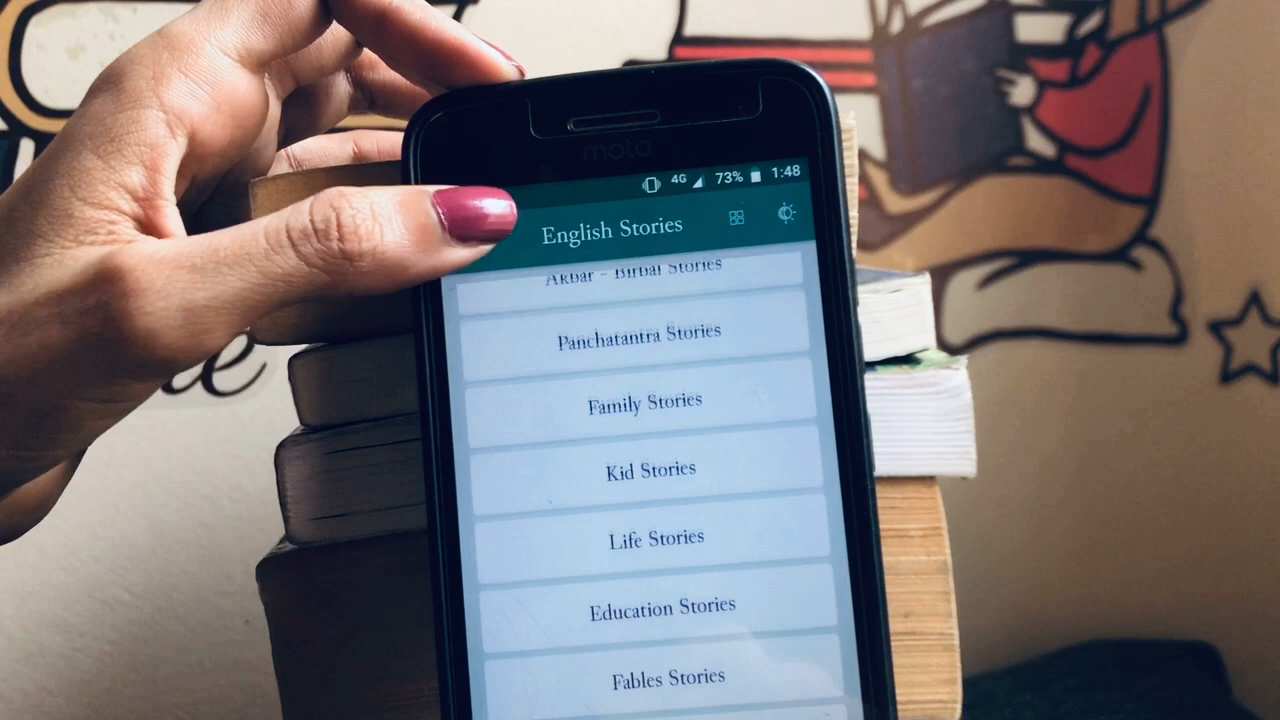 moto
4G 73% 1:48
English Stories
Akbar - Birbal Stories
Panchatantra Stories
Family Stories
Kid Stories
Life Stories
Education Stories
Fables Stories